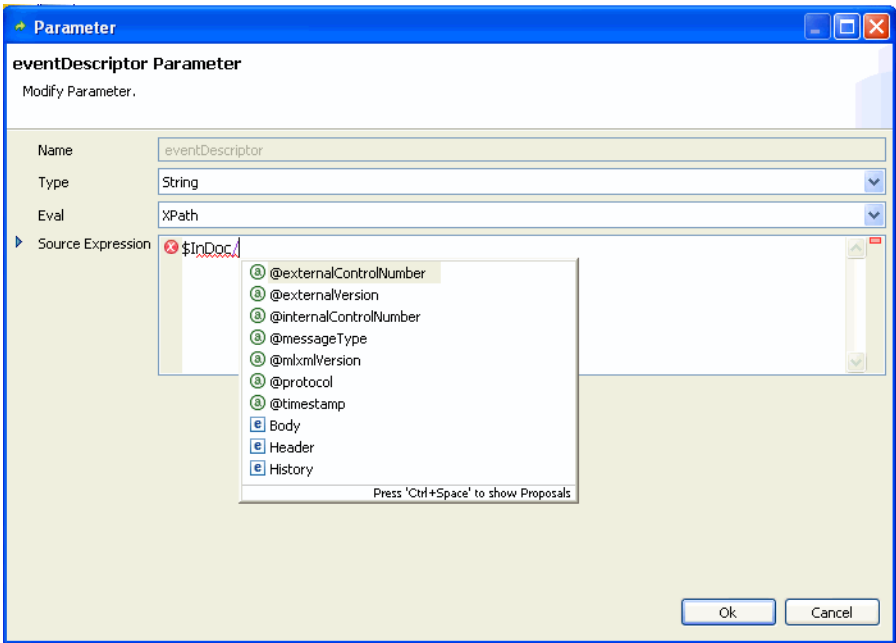 Parameter
eventDescriptor Parameter
Modify Parameter.
Name eventDescriptor
Type String
Eval XPath
Source Expression $InDoc/
@externalControlNumber
@externalVersion
@internalControlNumber
@messageType
@mlxmlVersion
@protocol
@timestamp
Body
Header
History
Press 'Ctrl+Space' to show Proposals
Ok Cancel